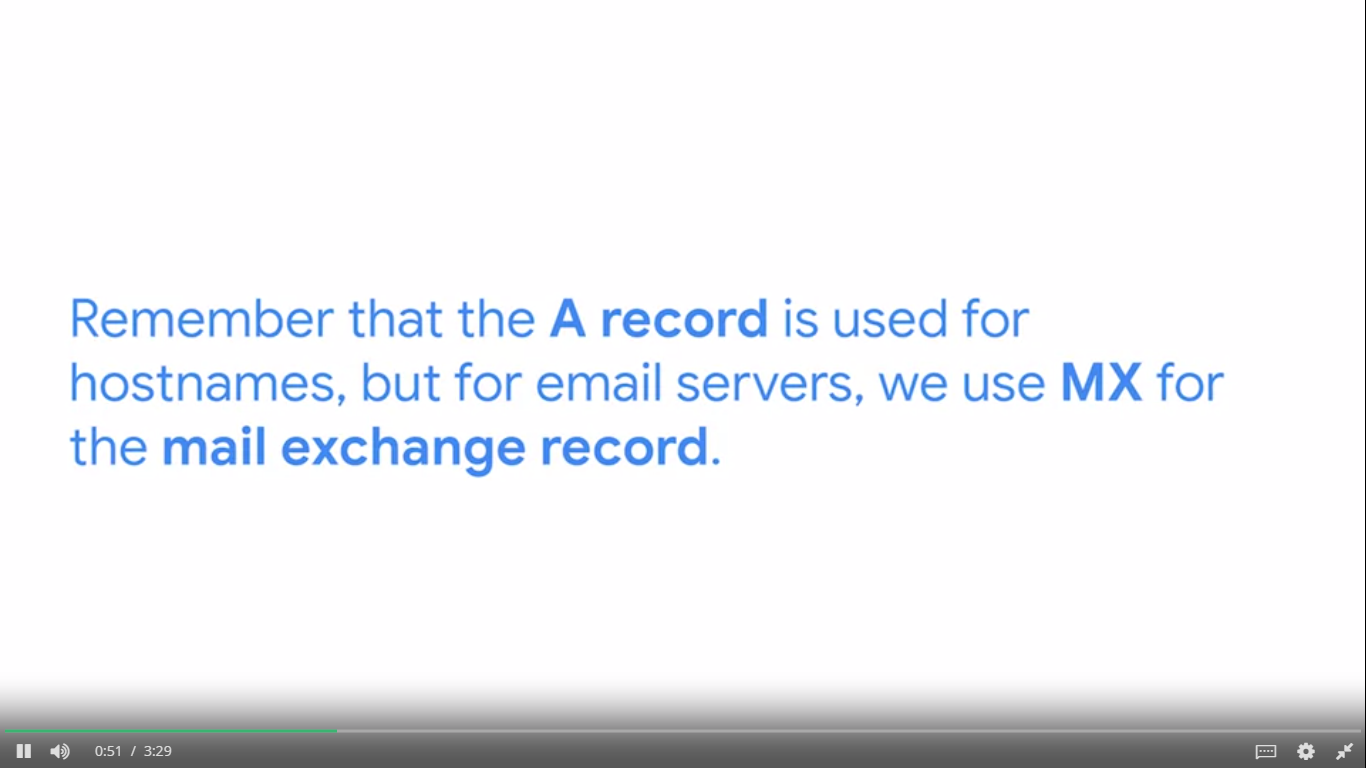 Remember that the A record is used for
hostnames, but for email servers, we use MX for
the mail exchange record.
0:51 / 3:29